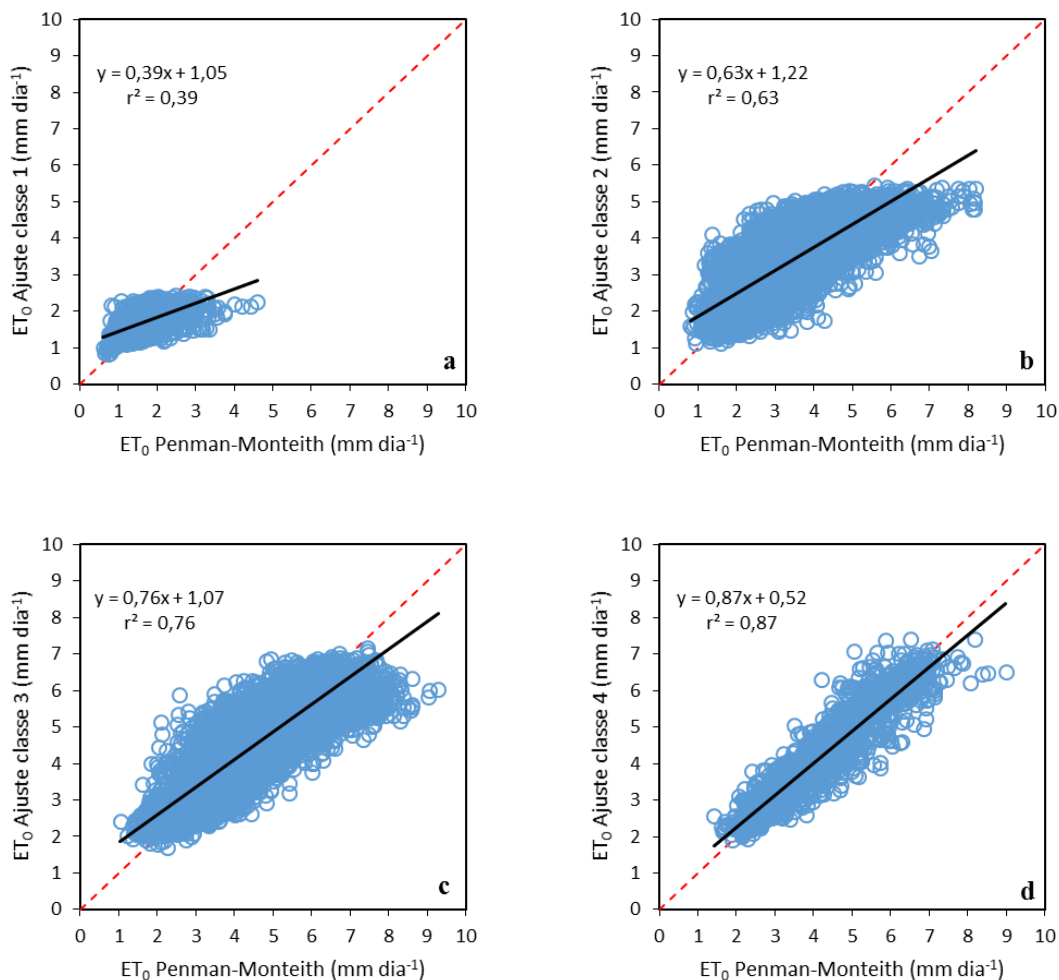 10
9
8
7
6
5
4
3
2
1
0
ET₀ Ajuste classe 1 (mm dia⁻¹)
y = 0,39x + 1,05
r² = 0,39
a
0 1 2 3 4 5 6 7 8 9 10
ET₀ Penman-Monteith (mm dia⁻¹)
10
9
8
7
6
5
4
3
2
1
0
ET₀ Ajuste classe 2 (mm dia⁻¹)
y = 0,63x + 1,22
r² = 0,63
b
0 1 2 3 4 5 6 7 8 9 10
ET₀ Penman-Monteith (mm dia⁻¹)
10
9
8
7
6
5
4
3
2
1
0
ET₀ Ajuste classe 3 (mm dia⁻¹)
y = 0,76x + 1,07
r² = 0,76
c
0 1 2 3 4 5 6 7 8 9 10
ET₀ Penman-Monteith (mm dia⁻¹)
10
9
8
7
6
5
4
3
2
1
0
ET₀ Ajuste classe 4 (mm dia⁻¹)
y = 0,87x + 0,52
r² = 0,87
d
0 1 2 3 4 5 6 7 8 9 10
ET₀ Penman-Monteith (mm dia⁻¹)